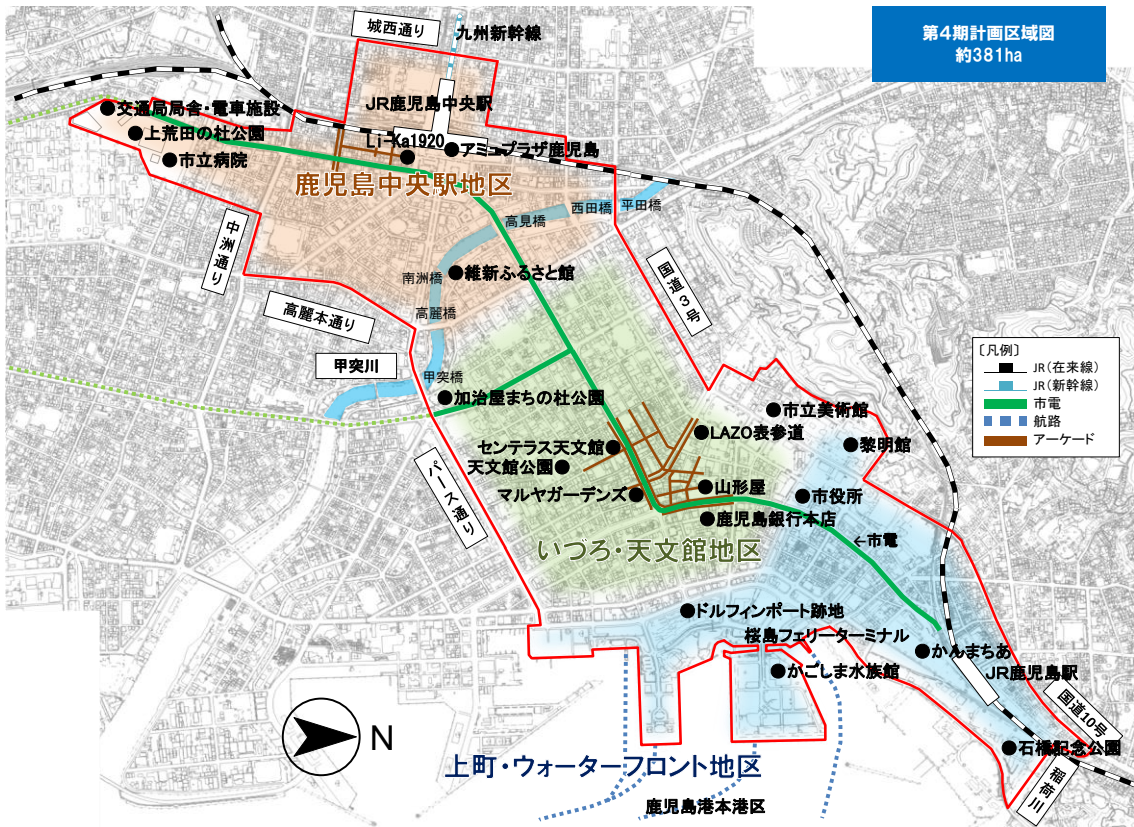 第4期計画区域図
約381ha
城西通り
九州新幹線
JR鹿児島中央駅
交通局局舎・電車施設
上荒田の杜公園
市立病院
Li-Ka1920
アミュプラザ鹿児島
鹿児島中央駅地区
中洲通り
高麗本通り
甲突川
西田橋
平田橋
高見橋
南洲橋
維新ふるさと館
高麗橋
甲突橋
加治屋まちの杜公園
国道3号
〔凡例〕
JR(在来線)
JR(新幹線)
市電
航路
アーケード
市立美術館
LAZO表参道
黎明館
センテラス天文館
天文館公園
マルヤガーデンズ
山形屋
市役所
鹿児島銀行本店
パース通り
いづろ・天文館地区
←市電
ドルフィンポート跡地
桜島フェリーターミナル
かんまちあ
かごしま水族館
JR鹿児島駅
国道10号
石橋記念公園
稲荷川
N
上町・ウォーターフロント地区
鹿児島港本港区